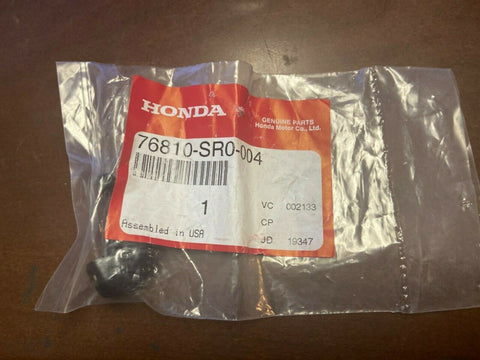 HONDA
GENUINE PARTS
Honda Motor Co., Ltd.
76810-SR0-004
1
VC 002133
CP
Assembled in USA
JD 19347